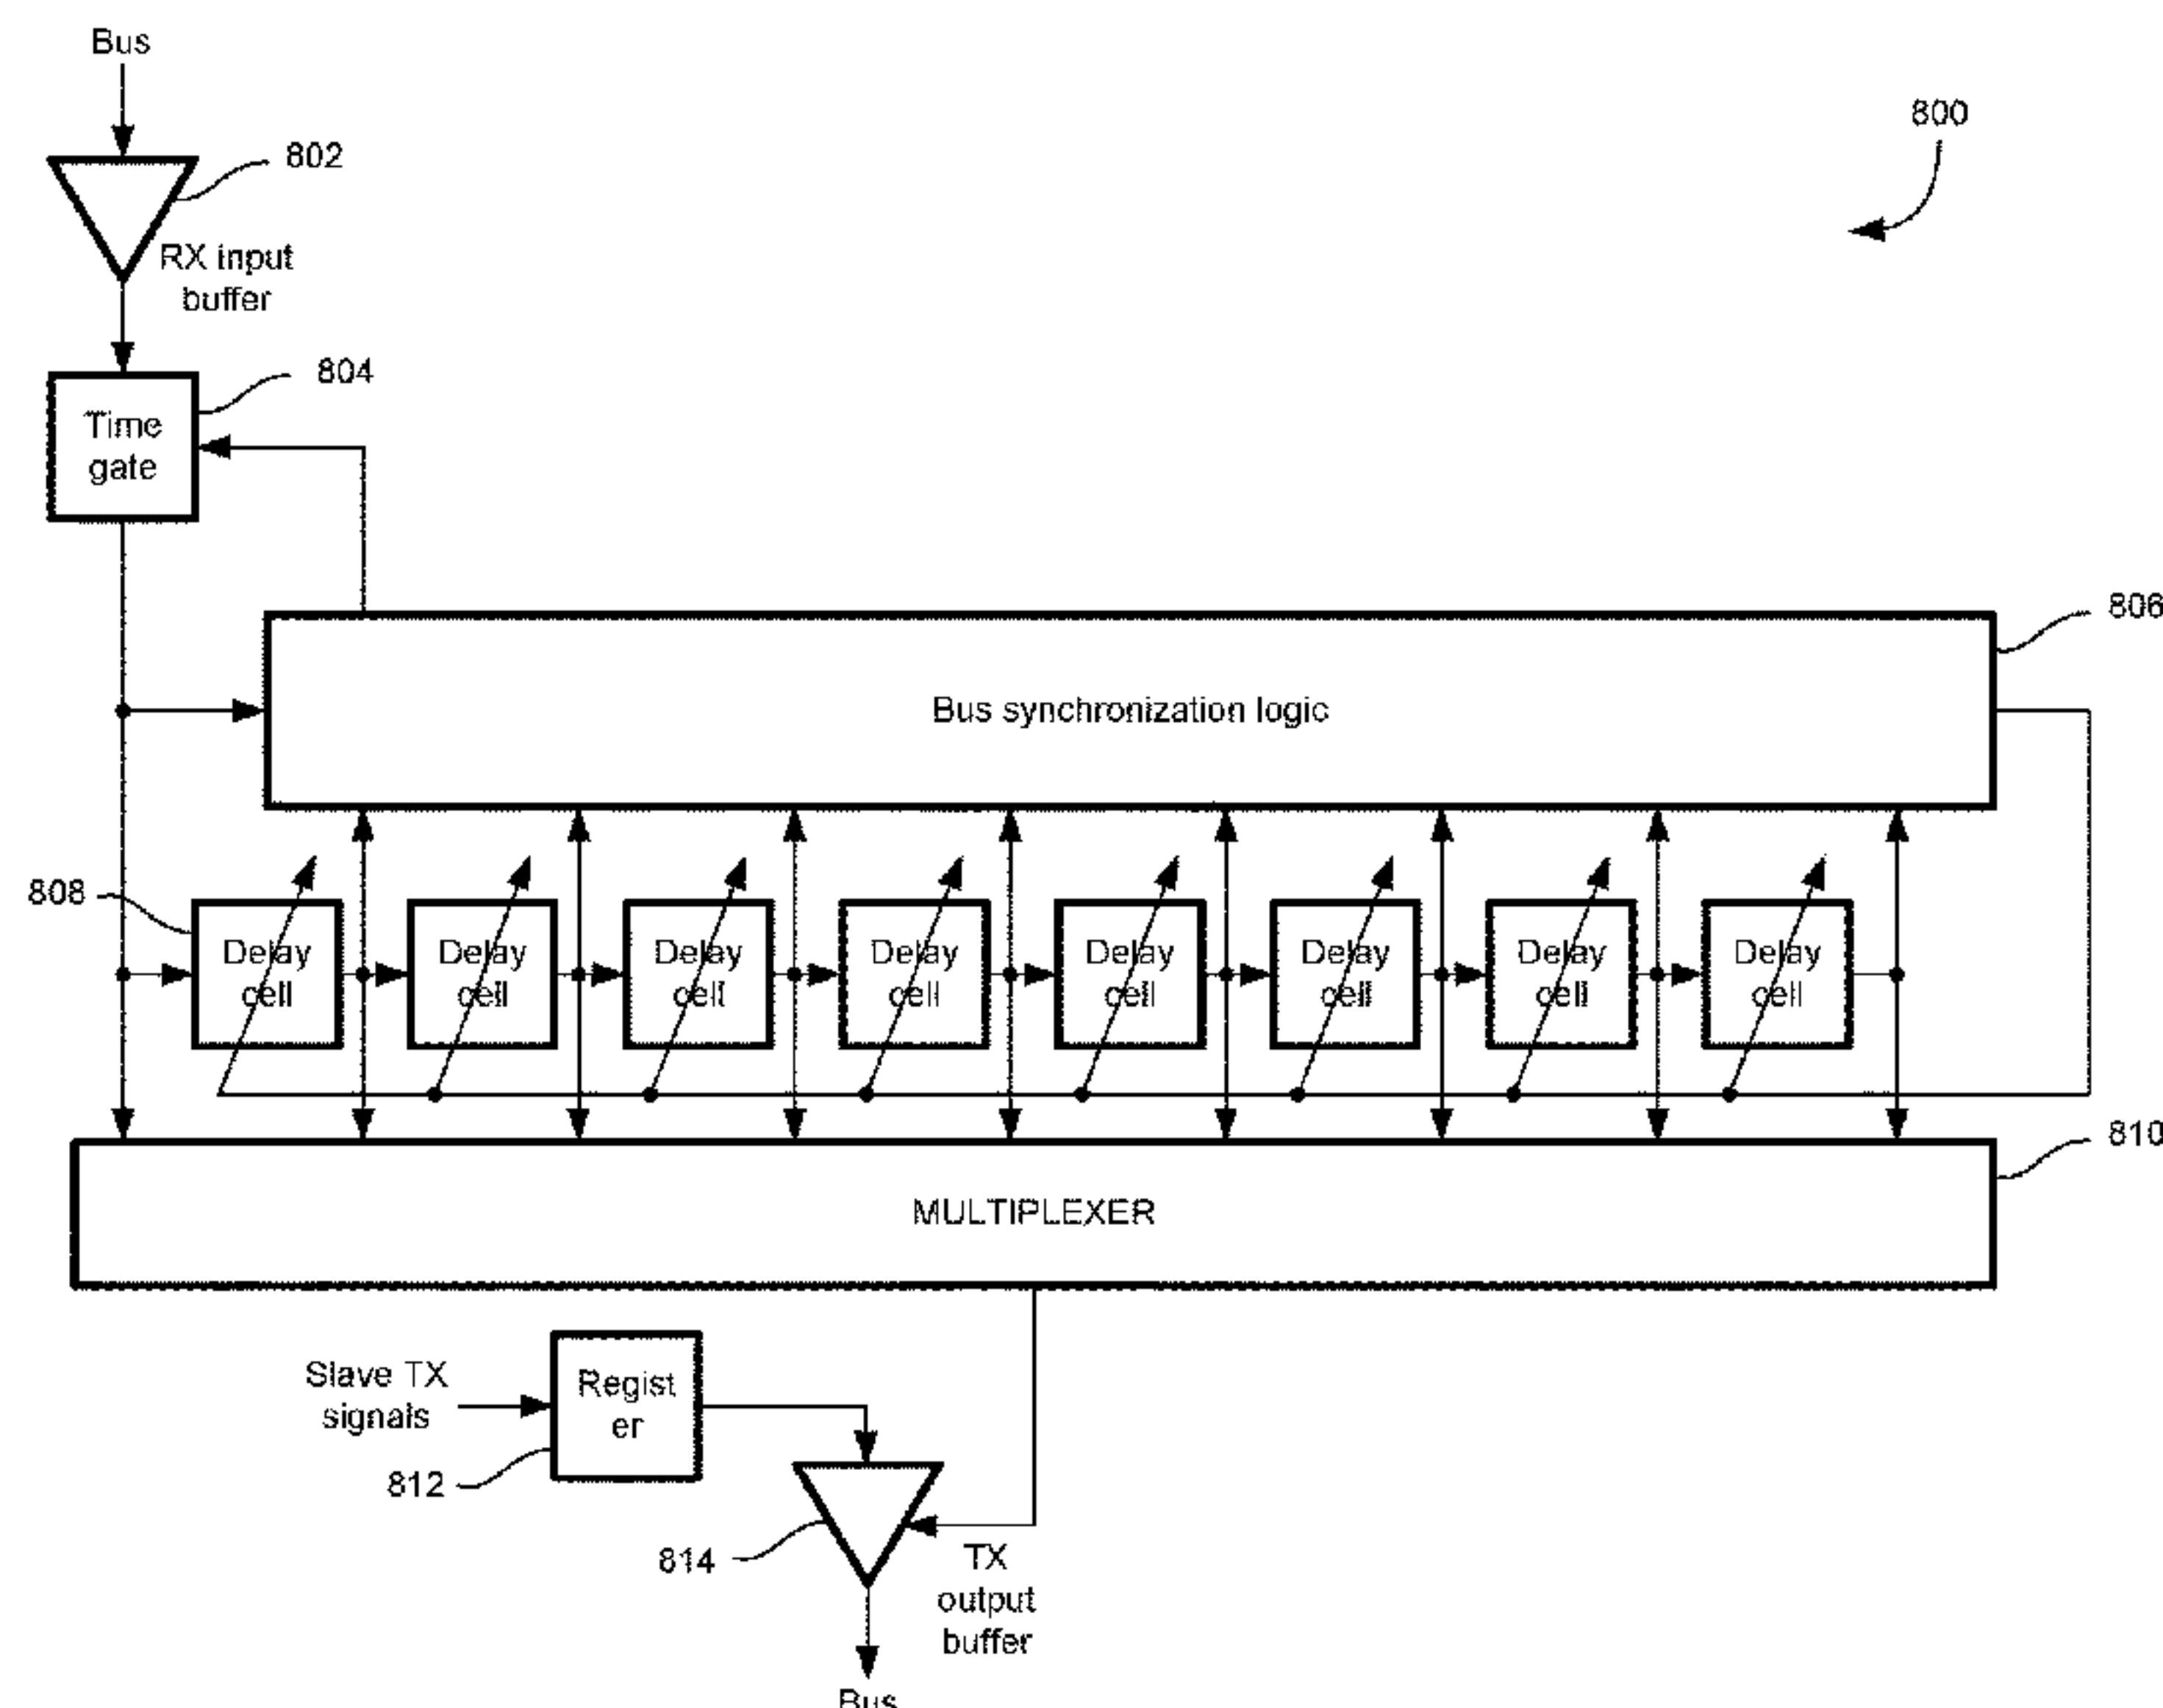 Bus
800
802
RX input
buffer
804
Time
gate
806
Bus synchronization logic
808
Delay
cell
Delay
cell
Delay
cell
Delay
cell
Delay
cell
Delay
cell
Delay
cell
Delay
cell
810
MULTIPLEXER
Slave TX
signals
Regist
er
812
814
TX
output
buffer
Bus